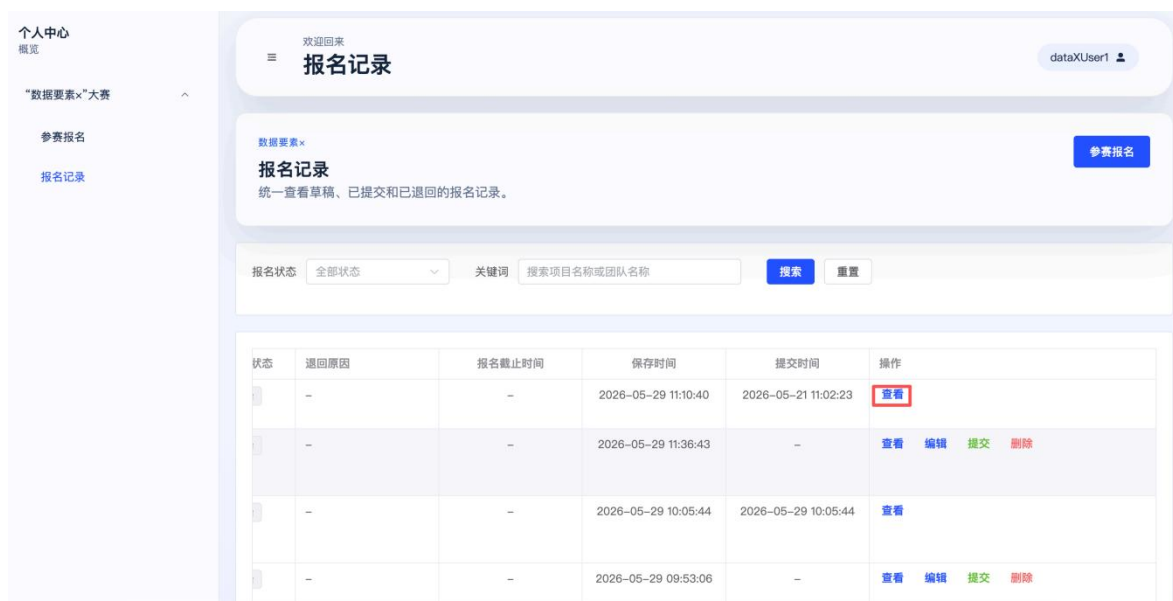 个人中心
概览
“数据要素×”大赛
参赛报名
报名记录
欢迎回来
报名记录
dataXUser1
数据要素×
报名记录
统一查看草稿、已提交和已退回的报名记录。
参赛报名
报名状态 全部状态 关键词 搜索项目名称或团队名称 搜索 重置
状态 退回原因 报名截止时间 保存时间 提交时间 操作
– – 2026-05-29 11:10:40 2026-05-21 11:02:23 查看
– – 2026-05-29 11:36:43 – 查看 编辑 提交 删除
– – 2026-05-29 10:05:44 2026-05-29 10:05:44 查看
– – 2026-05-29 09:53:06 – 查看 编辑 提交 删除